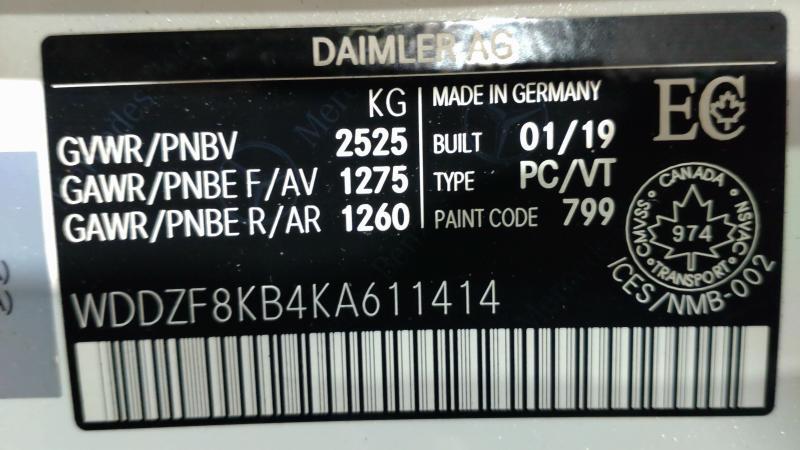 DAIMLER AG
KG
GVWR/PNBV 2525
GAWR/PNBE F/AV 1275
GAWR/PNBE R/AR 1260
MADE IN GERMANY
BUILT 01/19
TYPE PC/VT
PAINT CODE 799
EC
CANADA
CMVSS 974 NSVAC
TRANSPORT
ICES/NMB-002
WDDZF8KB4KA611414